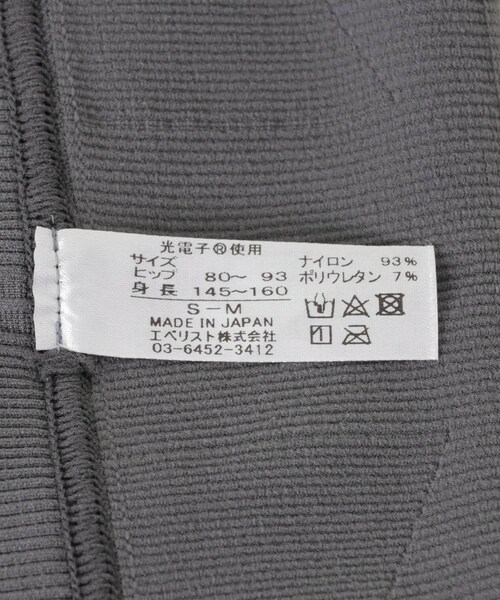 光電子®使用
サイズ
ヒップ 80～ 93
身長 145～160
S－M
MADE IN JAPAN
エベリスト株式会社
03-6452-3412
ナイロン 93%
ポリウレタン 7%